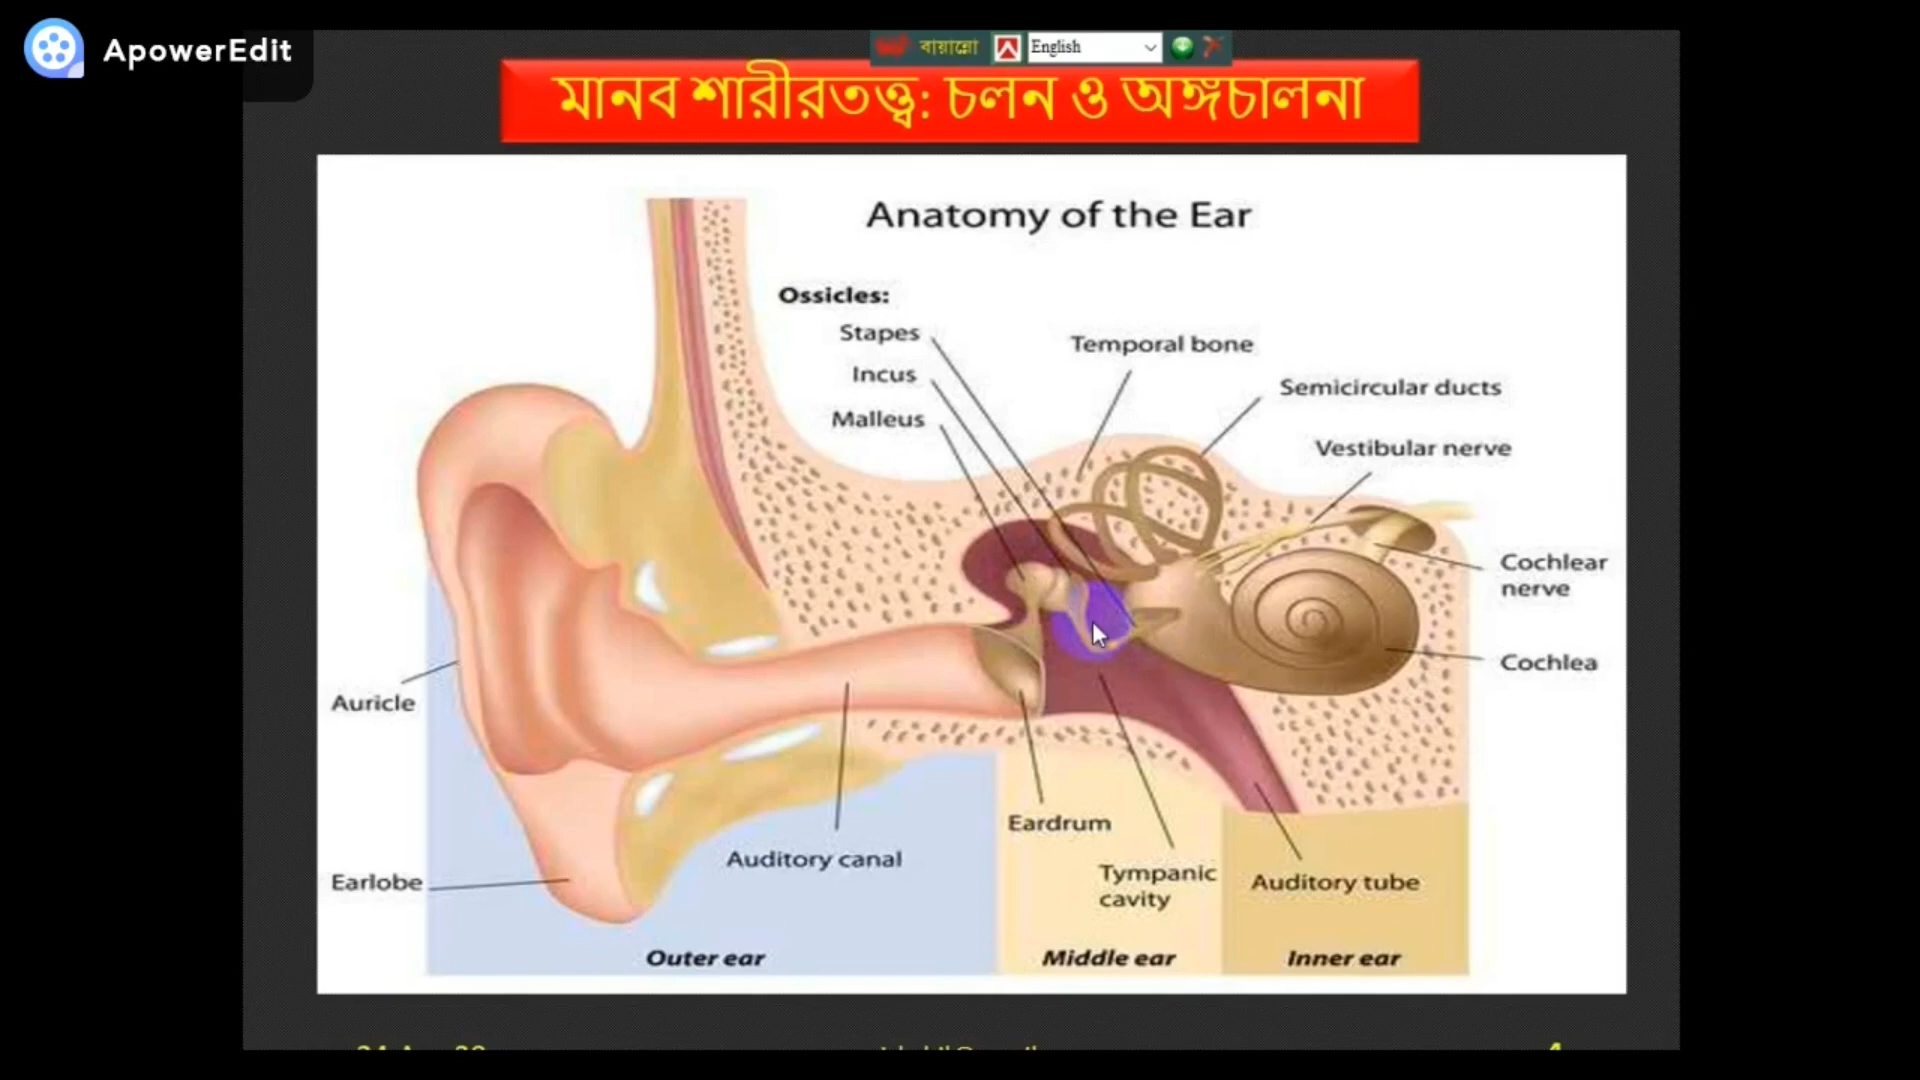 ApowerEdit
বায়ান্নো
English
মানব শারীরতত্ত্ব: চলন ও অঙ্গচালনা
Anatomy of the Ear
Ossicles:
Stapes
Incus
Malleus
Temporal bone
Semicircular ducts
Vestibular nerve
Cochlear
nerve
Cochlea
Auricle
Earlobe
Auditory canal
Eardrum
Tympanic
cavity
Auditory tube
Outer ear
Middle ear
Inner ear